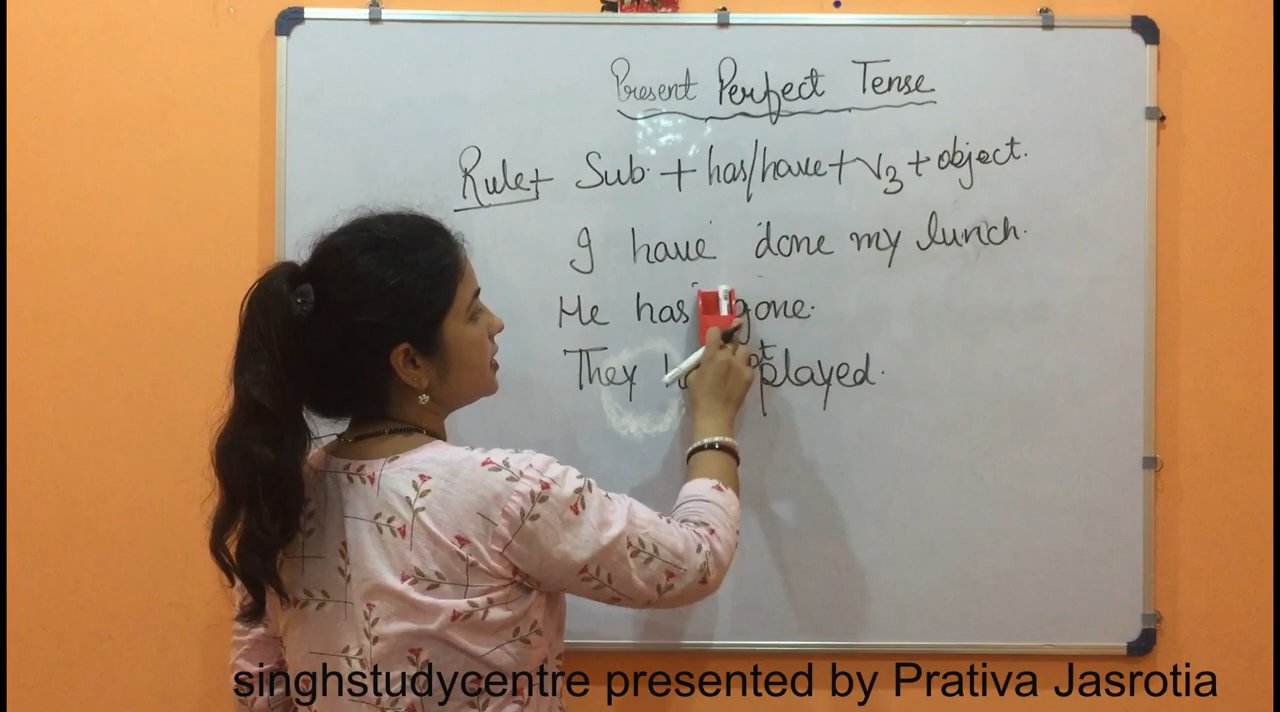 Present Perfect Tense
Rule+ Sub. + has/have + V3 + object.
I have done my lunch.
He has gone.
They played.
singhstudycentre presented by Prativa Jasrotia